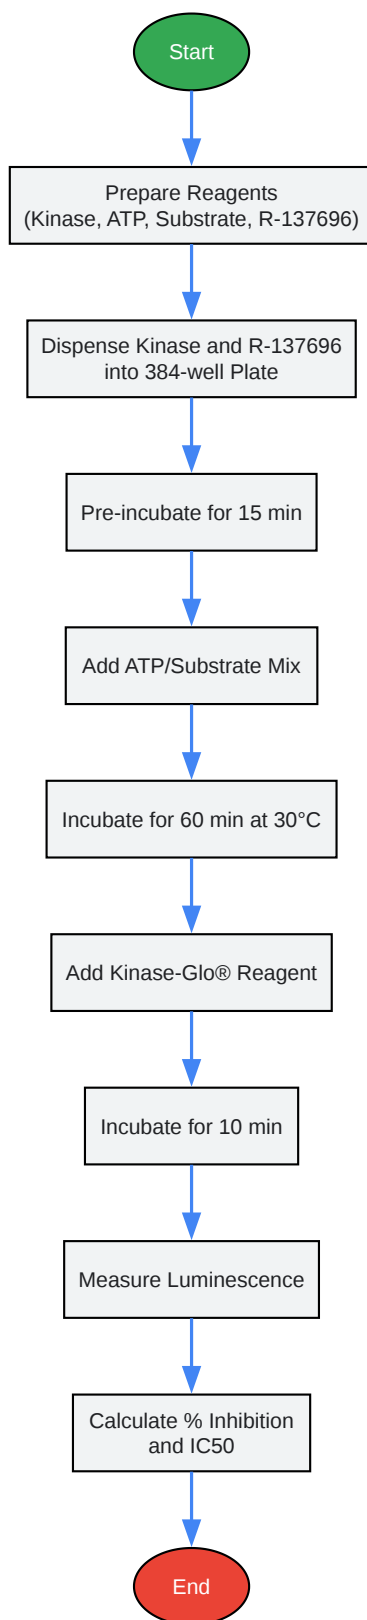 Start
Prepare Reagents
(Kinase, ATP, Substrate, R-137696)
Dispense Kinase and R-137696
into 384-well Plate
Pre-incubate for 15 min
Add ATP/Substrate Mix
Incubate for 60 min at 30°C
Add Kinase-Glo® Reagent
Incubate for 10 min
Measure Luminescence
Calculate % Inhibition
and IC50
End